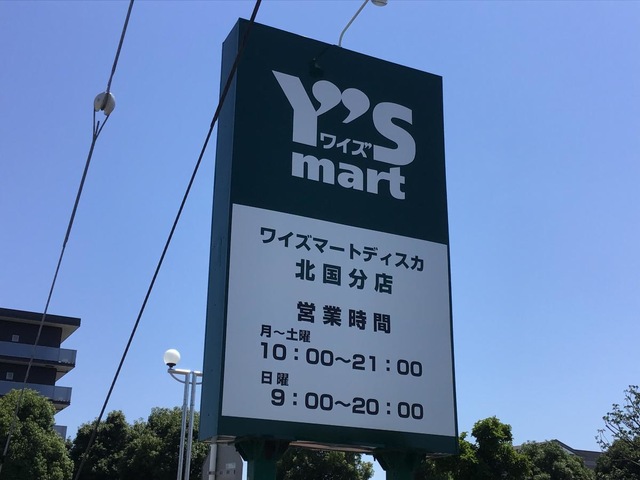 Y's
ワイズ
mart
ワイズマートディスカ
北国分店
営業時間
月～土曜
10：00～21：00
日曜
9：00～20：00